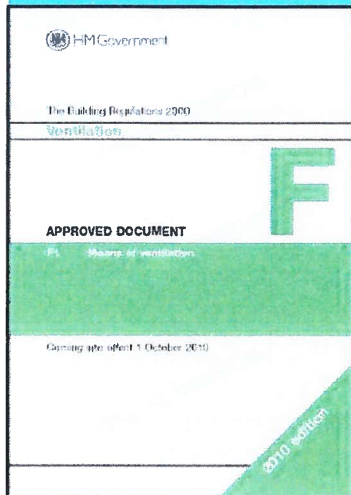 HM Government
The Building Regulations 2000
Ventilation
F
APPROVED DOCUMENT
F1 Means of ventilation
Coming into effect 1 October 2010
2010 edition